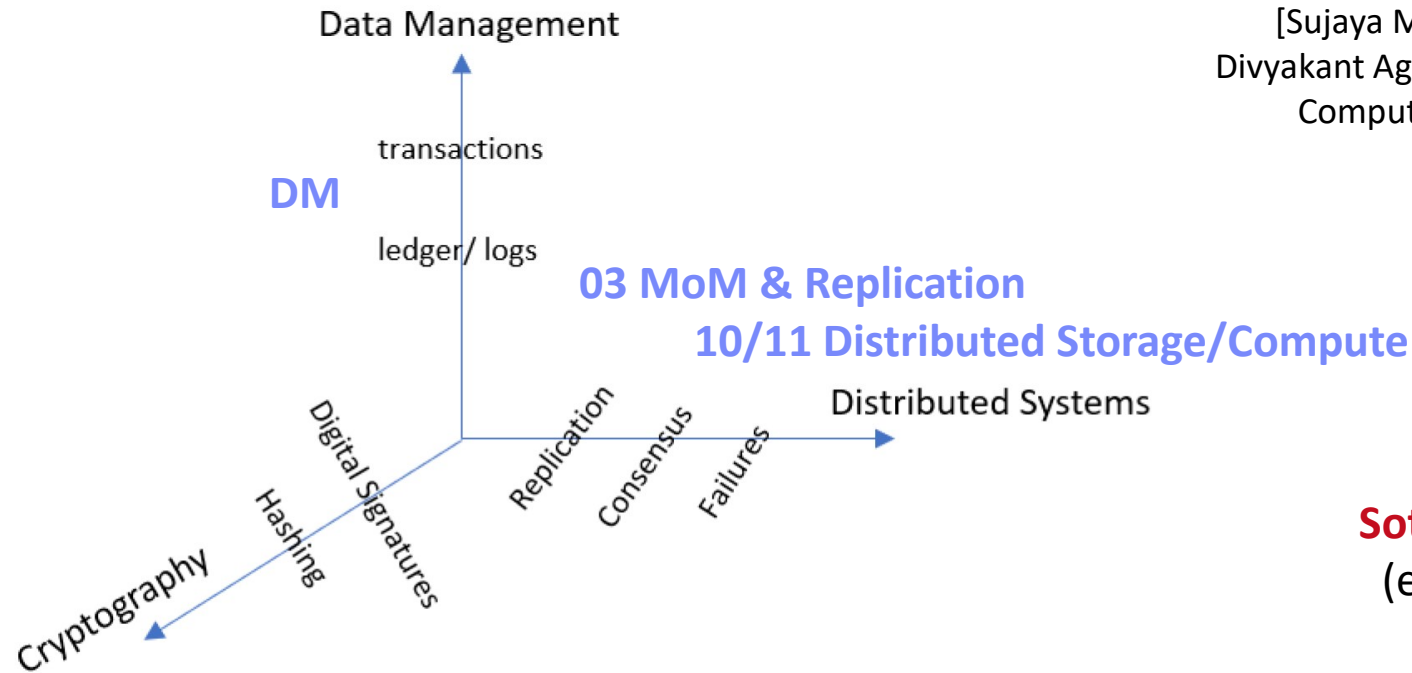 Data Management
[Sujaya M
Divyakant Ag
Comput
transactions
DM
ledger/ logs
03 MoM & Replication
10/11 Distributed Storage/Compute
Distributed Systems
Replication
Consensus
Failures
Digital Signatures
Hashing
Cryptography
Sot
(e